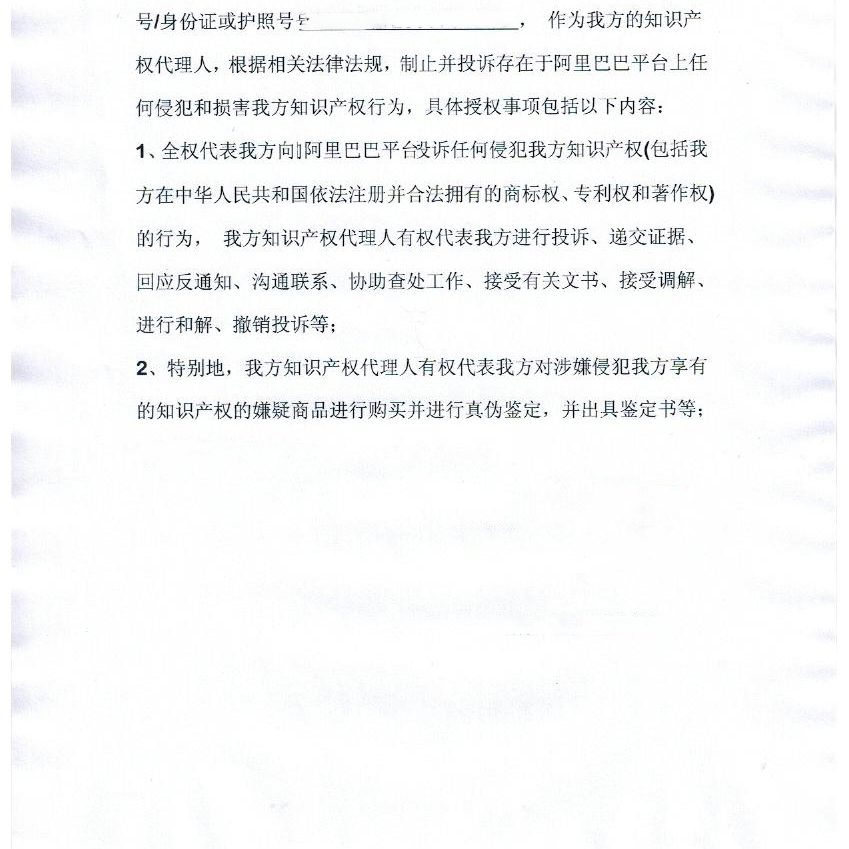 号/身份证或护照号 ____________________, 作为我方的知识产
权代理人，根据相关法律法规，制止并投诉存在于阿里巴巴平台上任
何侵犯和损害我方知识产权行为，具体授权事项包括以下内容：
1、全权代表我方向阿里巴巴平台投诉任何侵犯我方知识产权(包括我
方在中华人民共和国依法注册并合法拥有的商标权、专利权和著作权)
的行为， 我方知识产权代理人有权代表我方进行投诉、递交证据、
回应反通知、沟通联系、协助查处工作、接受有关文书、接受调解、
进行和解、撤销投诉等；
2、特别地，我方知识产权代理人有权代表我方对涉嫌侵犯我方享有
的知识产权的嫌疑商品进行购买并进行真伪鉴定，并出具鉴定书等；